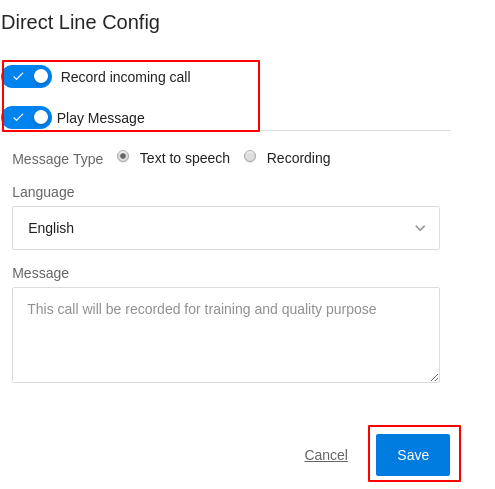 Direct Line Config
Record incoming call
Play Message
Message Type Text to speech Recording
Language
English
Message
This call will be recorded for training and quality purpose
Cancel Save